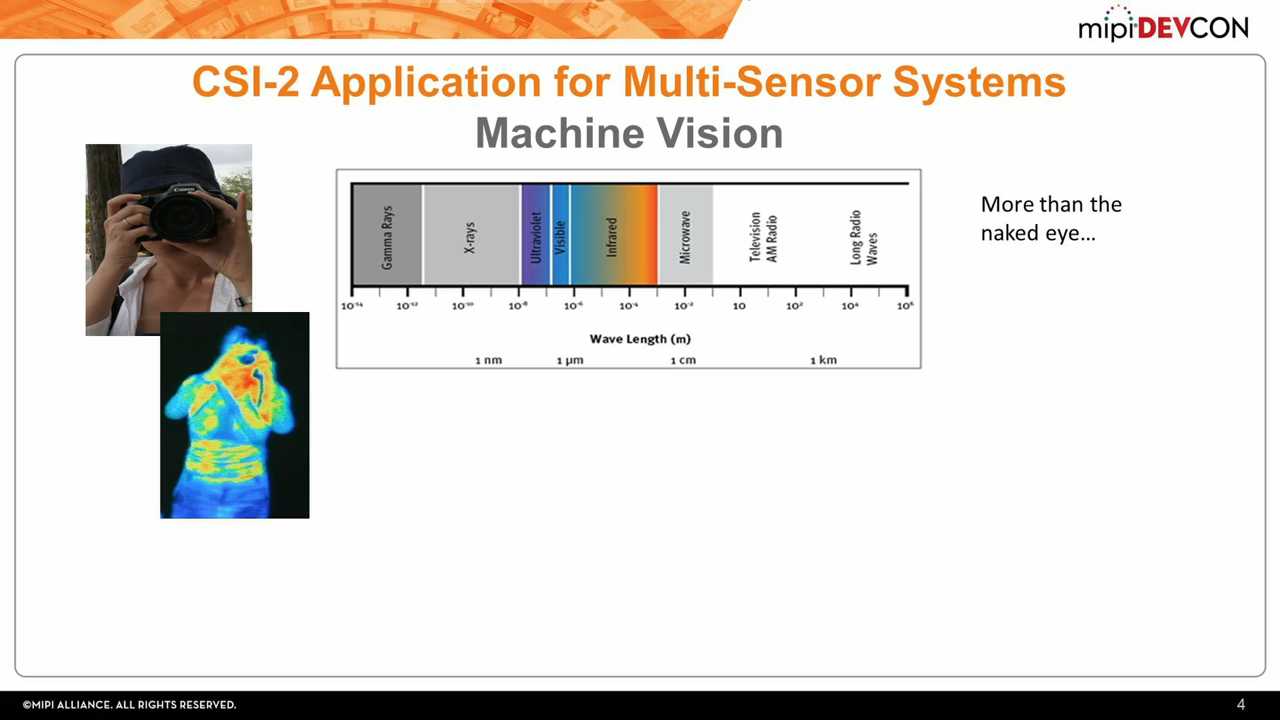 mipi DEVCON
CSI-2 Application for Multi-Sensor Systems
Machine Vision
Canon
Gamma Rays
X-rays
Ultraviolet
Visible
Infrared
Microwave
Television
AM Radio
Long Radio
Waves
10⁻¹⁴ 10⁻¹² 10⁻¹⁰ 10⁻⁸ 10⁻⁶ 10⁻⁴ 10⁻² 10 10² 10⁴ 10⁶
Wave Length (m)
1 nm 1 µm 1 cm 1 km
More than the
naked eye...
©MIPI ALLIANCE. ALL RIGHTS RESERVED.
4